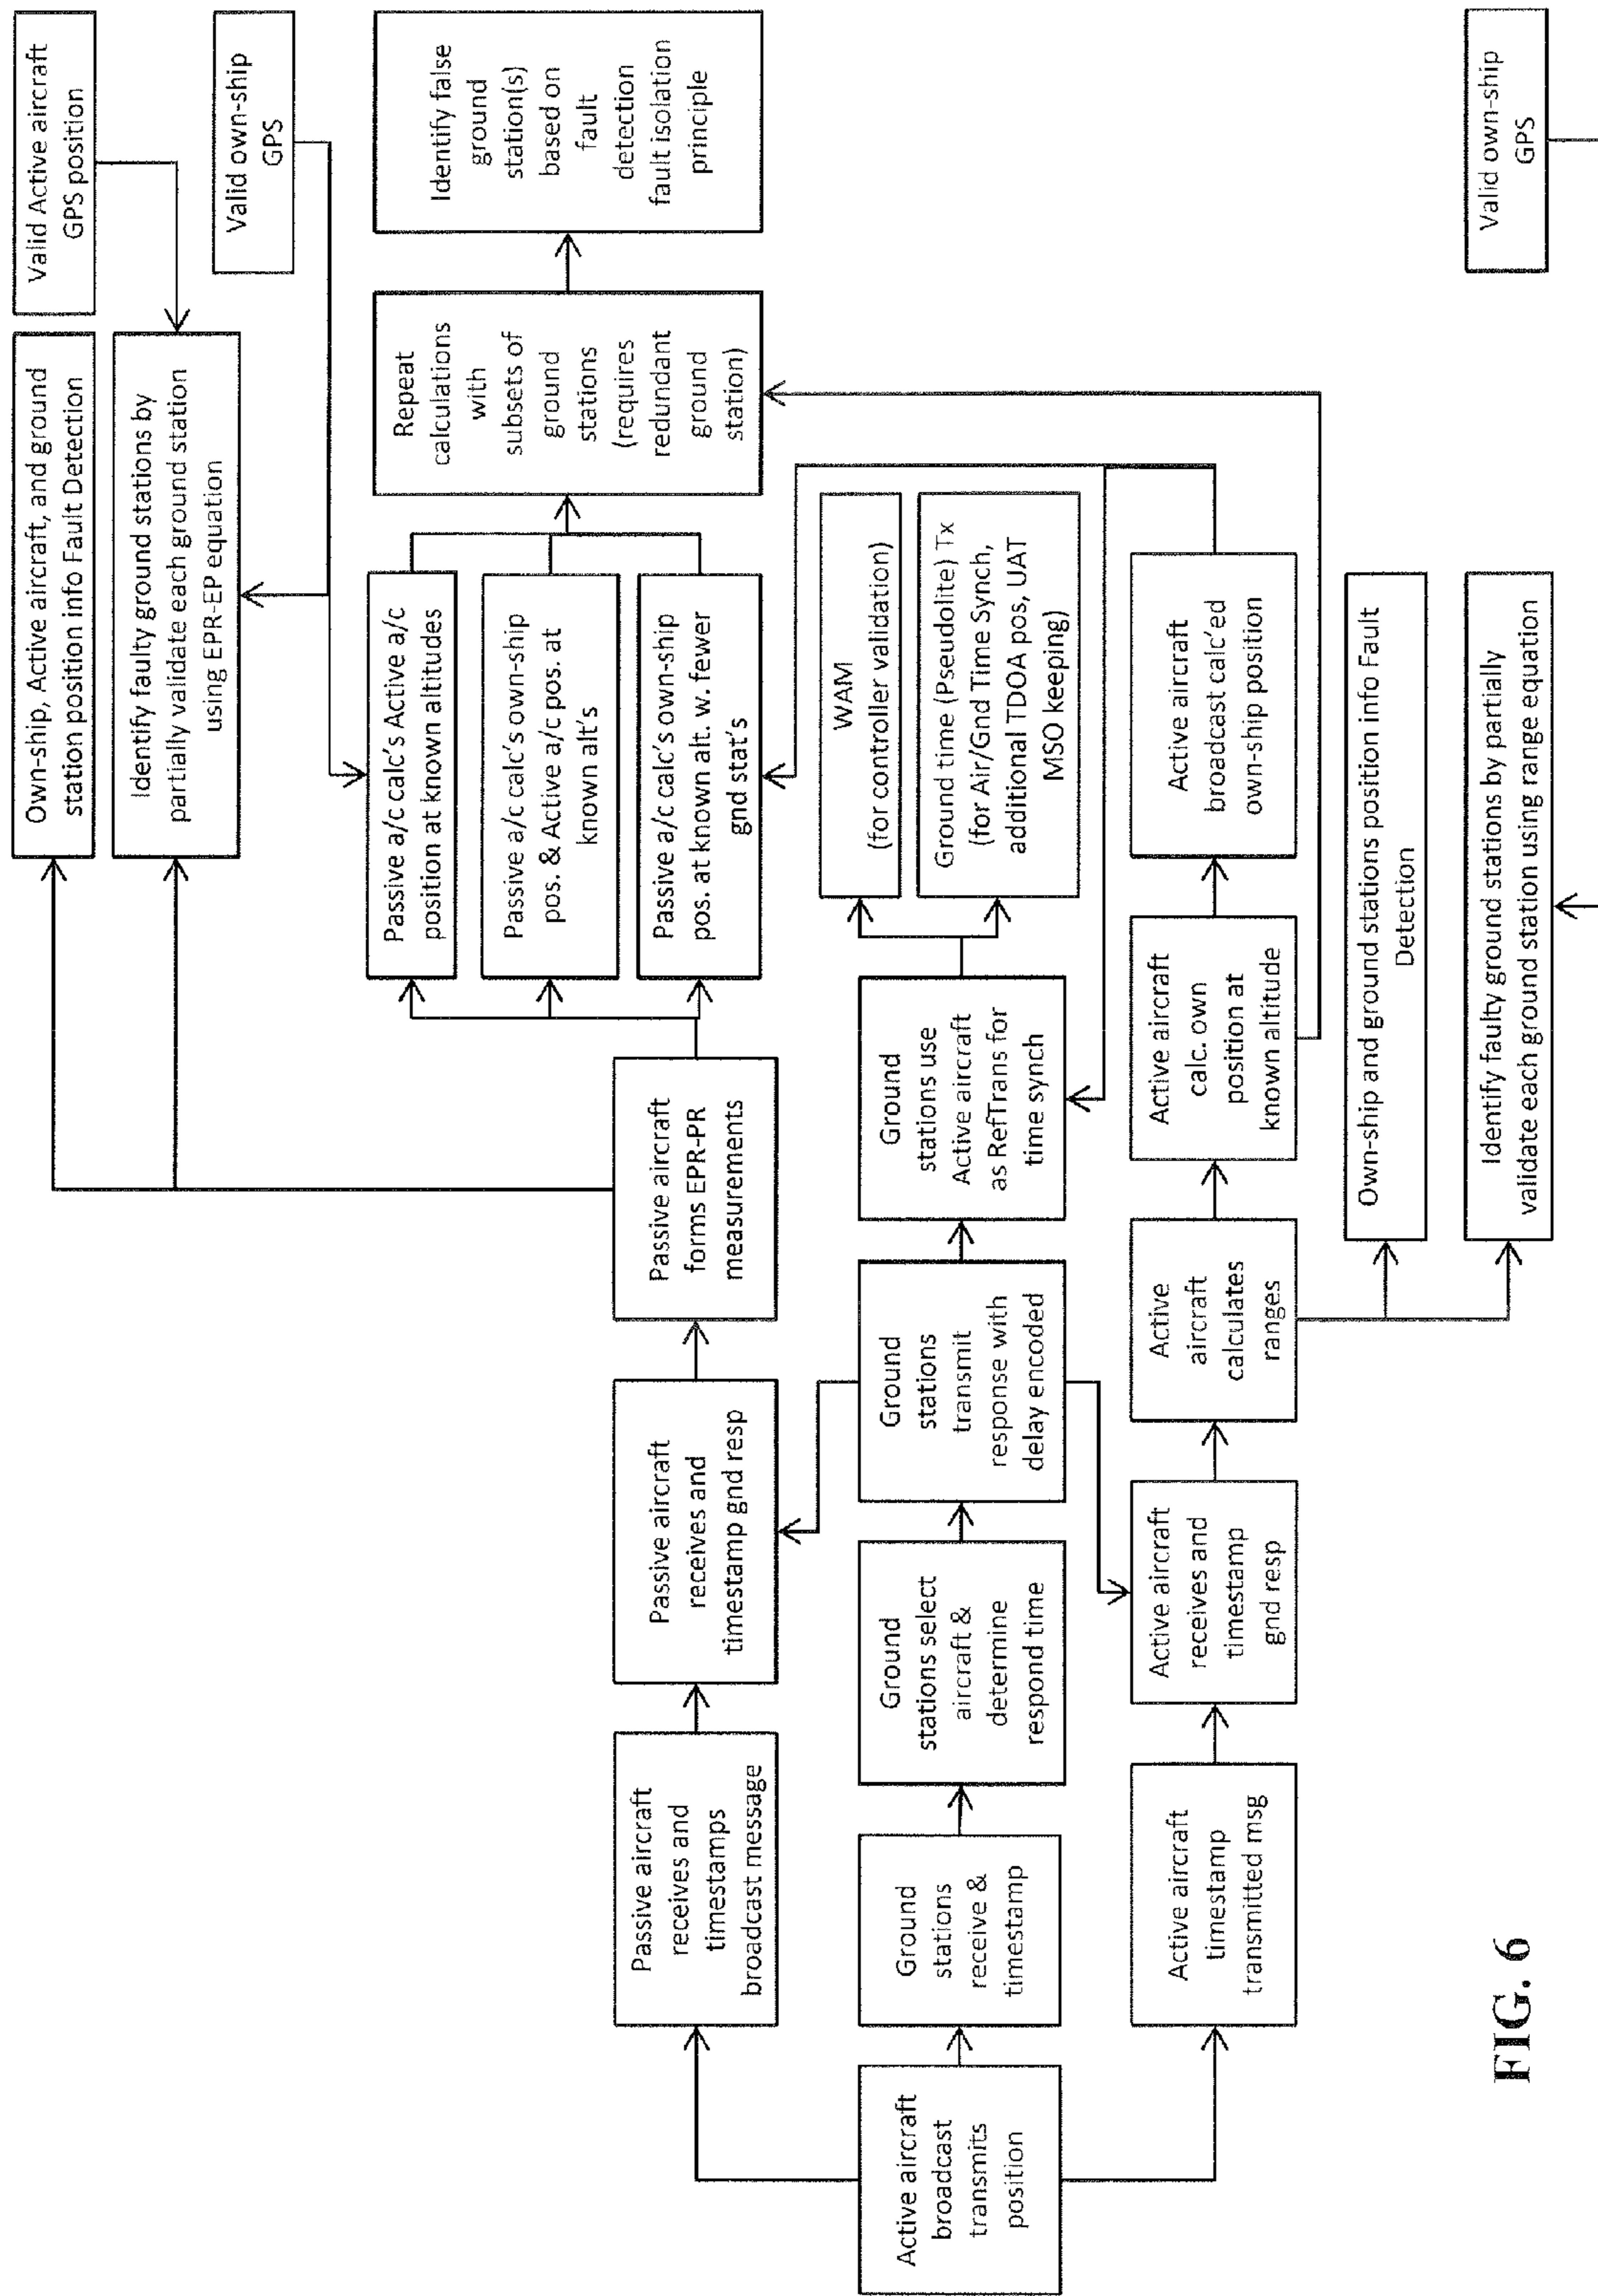 Active aircraft
broadcast
transmits
position
Passive aircraft
receives and
timestamps
broadcast message
Ground
stations
receive &
timestamp
Active aircraft
timestamp
transmitted msg
Ground
stations select
aircraft &
determine
respond time
Passive aircraft
receives and
timestamp gnd resp
Ground
stations
transmit
response with
delay encoded
Active aircraft
receives and
timestamp
gnd resp
Passive aircraft
forms EPR-PR
measurements
Ground
stations use
Active aircraft
as RefTrans for
time synch
Active
aircraft
calculates
ranges
Own-ship, Active aircraft, and ground
station position info Fault Detection
Identify faulty ground stations by
partially validate each ground station
using EPR-EP equation
Valid Active aircraft
GPS position
Valid own-ship
GPS
Passive a/c calc's Active a/c
position at known altitudes
Passive a/c calc's own-ship
pos. & Active a/c pos. at
known alt's
Passive a/c calc's own-ship
pos. at known alt. w. fewer
gnd stat's
Repeat
calculations
with
subsets of
ground
stations
(requires
redundant
ground
station)
Identify false
ground
station(s)
based on
fault
detection
fault isolation
principle
WAM
(for controller validation)
Ground time (Pseudolite) Tx
(for Air/Gnd Time Synch,
additional TDOA pos, UAT
MSO keeping)
Active aircraft
calc. own
position at
known altitude
Active aircraft
broadcast calc'ed
own-ship position
Own-ship and ground stations position info Fault
Detection
Identify faulty ground stations by partially
validate each ground station using range equation
Valid own-ship
GPS
FIG. 6